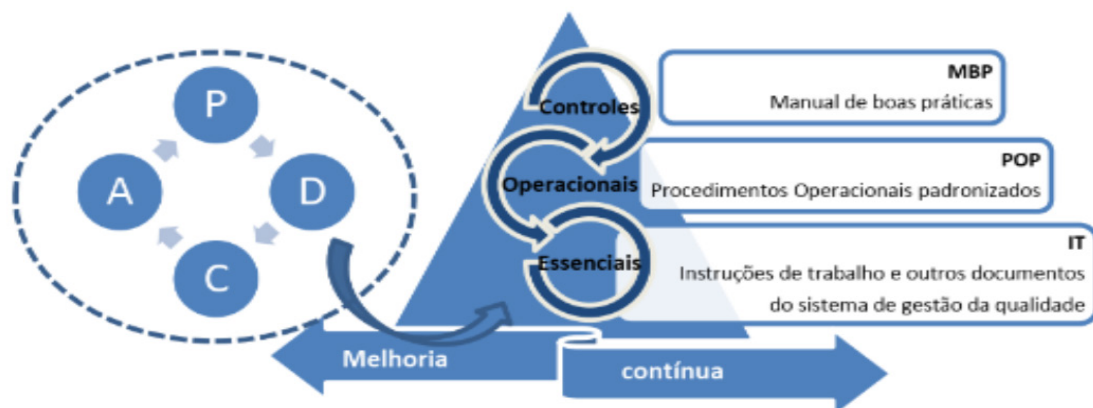 P
A
D
C
Controles
Operacionais
Essenciais
MBP
Manual de boas práticas
POP
Procedimentos Operacionais padronizados
IT
Instruções de trabalho e outros documentos
do sistema de gestão da qualidade
Melhoria
contínua